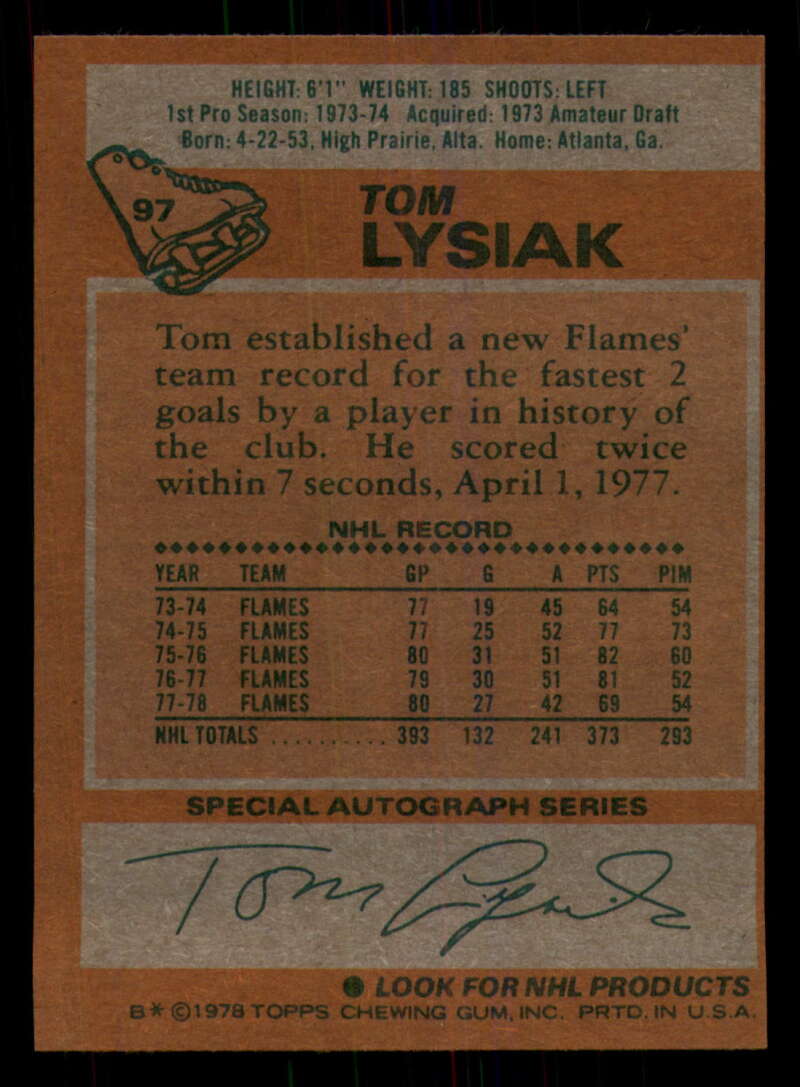 HEIGHT: 6'1" WEIGHT: 185 SHOOTS: LEFT
1st Pro Season: 1973-74 Acquired: 1973 Amateur Draft
Born: 4-22-53, High Prairie, Alta. Home: Atlanta, Ga.
97
TOM
LYSIAK
Tom established a new Flames'
team record for the fastest 2
goals by a player in history of
the club. He scored twice
within 7 seconds, April 1, 1977.
NHL RECORD
YEAR TEAM GP G A PTS PIM
73-74 FLAMES 77 19 45 64 54
74-75 FLAMES 77 25 52 77 73
75-76 FLAMES 80 31 51 82 60
76-77 FLAMES 79 30 51 81 52
77-78 FLAMES 80 27 42 69 54
NHL TOTALS ........... 393 132 241 373 293
SPECIAL AUTOGRAPH SERIES
Tom Lysiak
● LOOK FOR NHL PRODUCTS
B* ©1978 TOPPS CHEWING GUM, INC. PRTD. IN U.S.A.